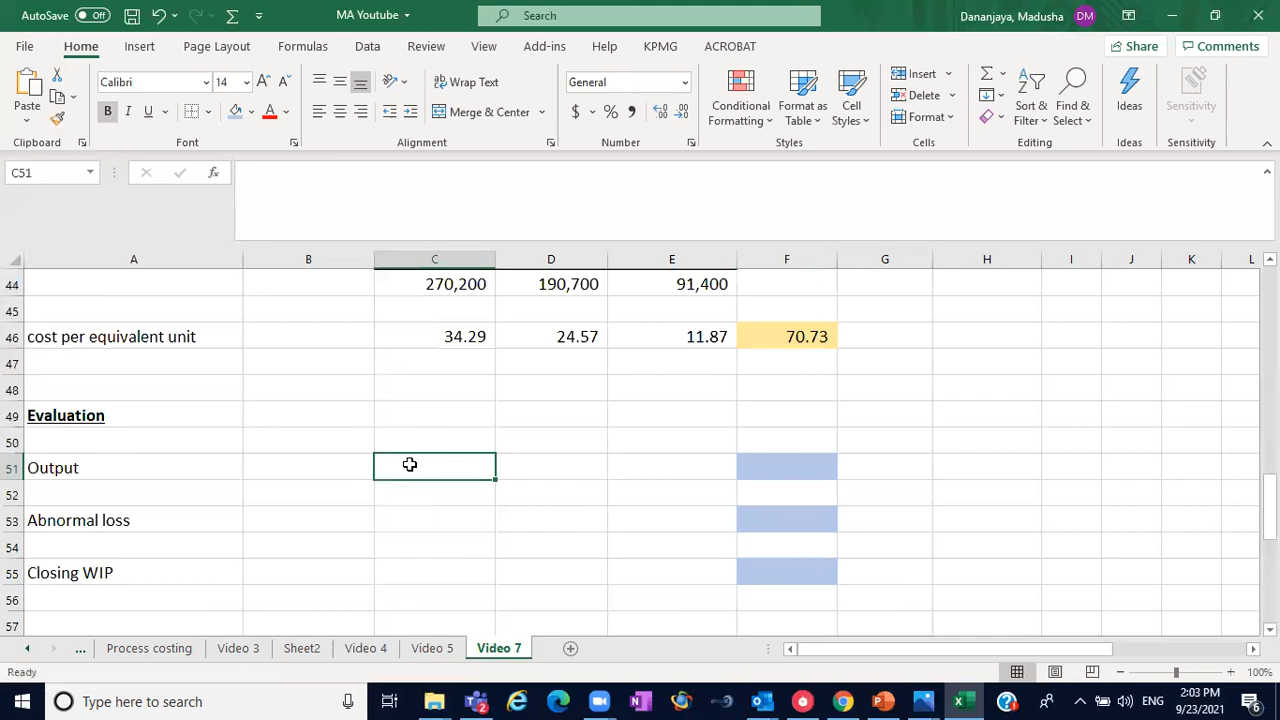 AutoSave Off
MA Youtube
Search
Dananjaya, Madusha DM
File Home Insert Page Layout Formulas Data Review View Add-ins Help KPMG ACROBAT Share Comments
Paste
Calibri 14
B I U A
Wrap Text
Merge & Center
General
$ % ,
Conditional Formatting
Format as Table
Cell Styles
Insert
Delete
Format
Sort & Filter
Find & Select
Ideas
Sensitivity
Clipboard Font Alignment Number Styles Cells Editing Ideas Sensitivity
C51 fx
A B C D E F G H I J K L
44 270,200 190,700 91,400
45
46 cost per equivalent unit 34.29 24.57 11.87 70.73
47
48
49 Evaluation
50
51 Output
52
53 Abnormal loss
54
55 Closing WIP
56
57
... Process costing Video 3 Sheet2 Video 4 Video 5 Video 7
Ready 100%
Type here to search
ENG
2:03 PM
9/23/2021
6